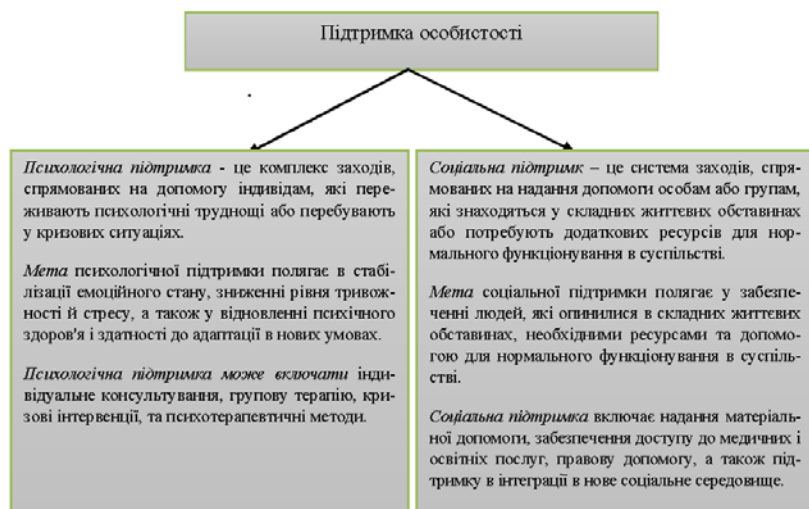 Підтримка особистості
Психологічна підтримка - це комплекс заходів,
спрямованих на допомогу індивідам, які пере-
живають психологічні труднощі або перебувають
у кризових ситуаціях.
Мета психологічної підтримки полягає в стабі-
лізації емоційного стану, зниженні рівня тривож-
ності й стресу, а також у відновленні психічного
здоров'я і здатності до адаптації в нових умовах.
Психологічна підтримка може включати інди-
відуальне консультування, групову терапію, кри-
зові інтервенції, та психотерапевтичні методи.
Соціальна підтримк – це система заходів, спря-
мованих на надання допомоги особам або групам,
які знаходяться у складних життєвих обставинах
або потребують додаткових ресурсів для нор-
мального функціонування в суспільстві.
Мета соціальної підтримки полягає у забезпе-
ченні людей, які опинилися в складних життєвих
обставинах, необхідними ресурсами та допомо-
гою для нормального функціонування в суспіль-
стві.
Соціальна підтримка включає надання матеріаль-
ної допомоги, забезпечення доступу до медичних і
освітніх послуг, правову допомогу, а також підт-
римку в інтеграції в нове соціальне середовище.